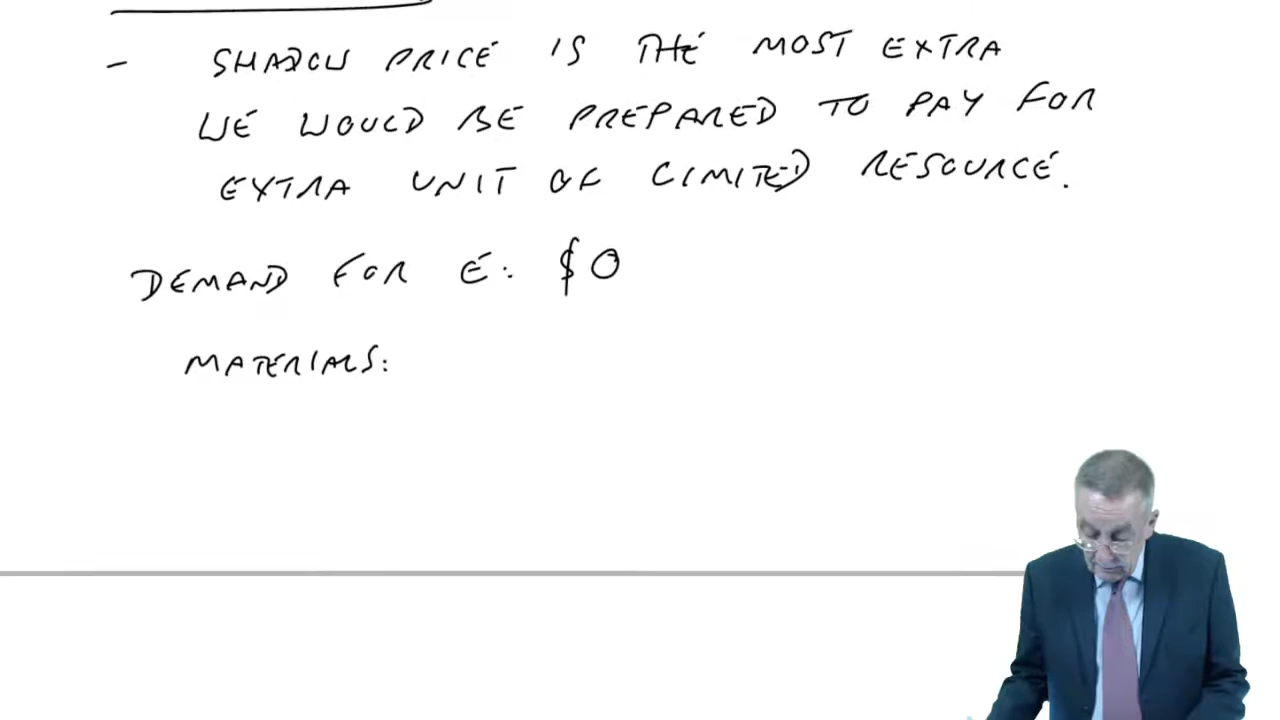 - SHADOW PRICE IS THE MOST EXTRA
WE WOULD BE PREPARED TO PAY FOR
EXTRA UNIT OF LIMITED RESOURCE.
DEMAND FOR E: $0
MATERIALS: